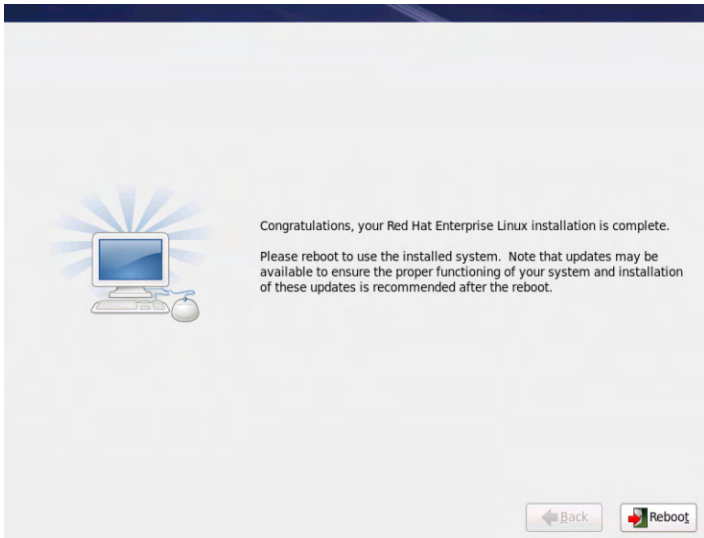 Congratulations, your Red Hat Enterprise Linux installation is complete.
Please reboot to use the installed system.  Note that updates may be
available to ensure the proper functioning of your system and installation
of these updates is recommended after the reboot.
Back
Reboot